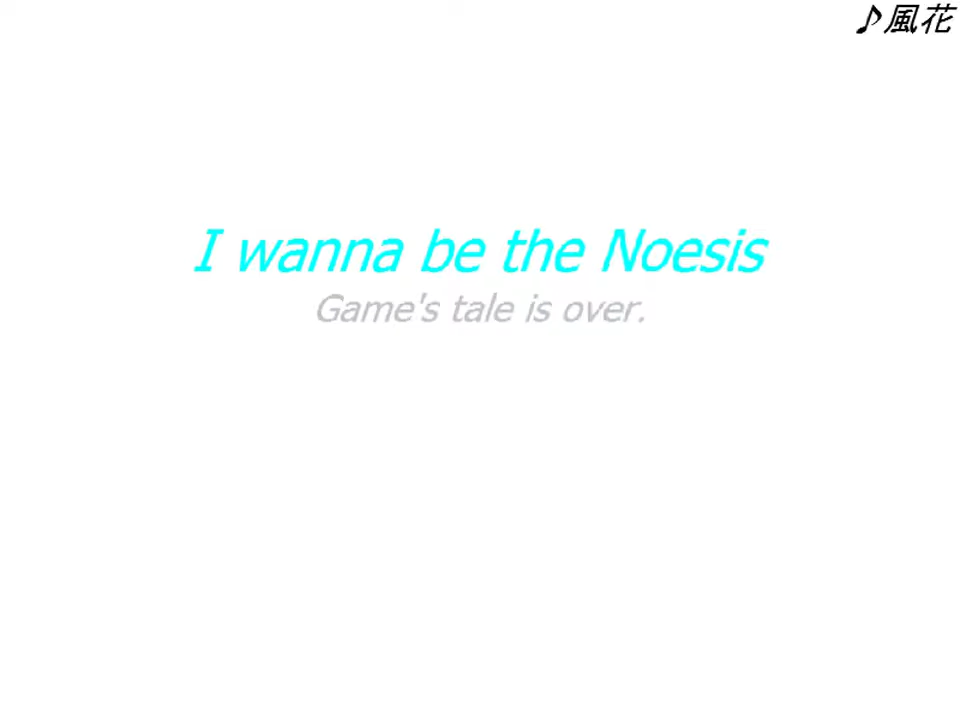 ♪風花
I wanna be the Noesis
Game's tale is over.